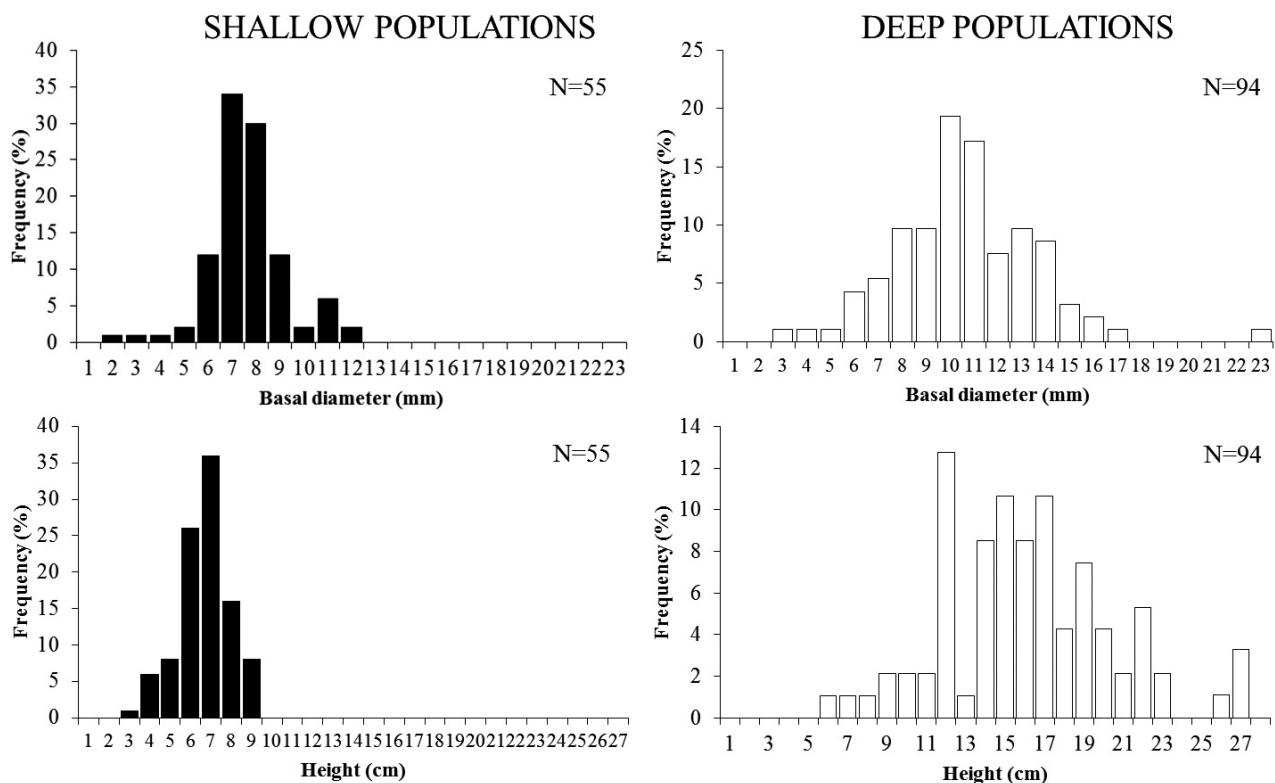 SHALLOW POPULATIONS
DEEP POPULATIONS
40
35
30
25
20
15
10
5
0
Frequency (%)
N=55
1 2 3 4 5 6 7 8 9 10 11 12 13 14 15 16 17 18 19 20 21 22 23
Basal diameter (mm)
25
20
15
10
5
0
Frequency (%)
N=94
1 2 3 4 5 6 7 8 9 10 11 12 13 14 15 16 17 18 19 20 21 22 23
Basal diameter (mm)
40
35
30
25
20
15
10
5
0
Frequency (%)
N=55
1 2 3 4 5 6 7 8 9 10 11 12 13 14 15 16 17 18 19 20 21 22 23 24 25 26 27
Height (cm)
14
12
10
8
6
4
2
0
Frequency (%)
N=94
1 3 5 7 9 11 13 15 17 19 21 23 25 27
Height (cm)